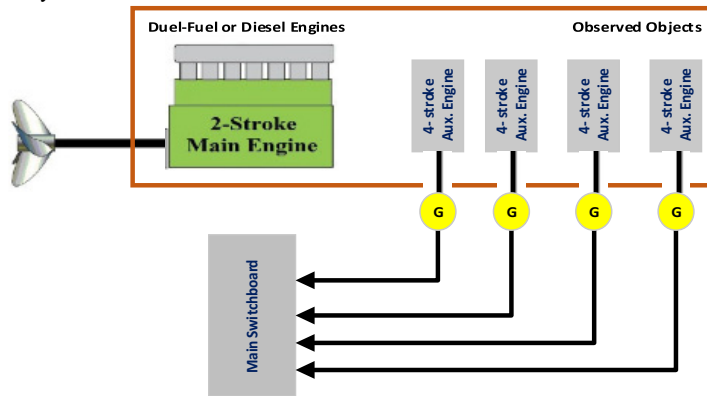 Duel-Fuel or Diesel Engines
Observed Objects
2-Stroke
Main Engine
4- stroke
Aux. Engine
4- stroke
Aux. Engine
4- stroke
Aux. Engine
4- stroke
Aux. Engine
G
G
G
G
Main Switchboard